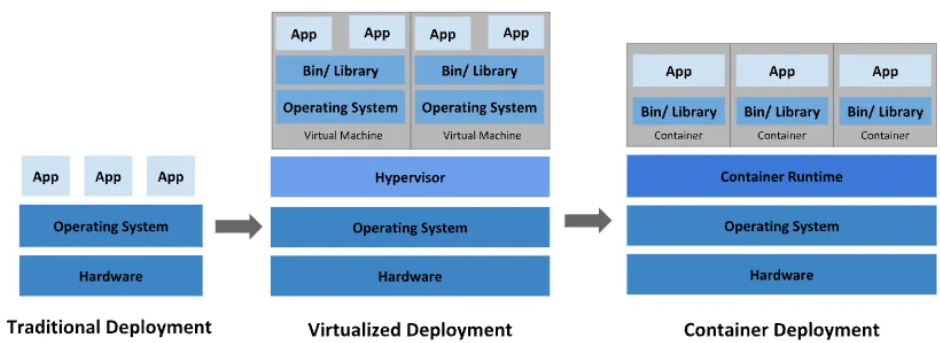 App App App
Operating System
Hardware
Traditional Deployment
App App App App
Bin/ Library Bin/ Library
Operating System Operating System
Virtual Machine Virtual Machine
Hypervisor
Operating System
Hardware
Virtualized Deployment
App App App
Bin/ Library Bin/ Library Bin/ Library
Container Container Container
Container Runtime
Operating System
Hardware
Container Deployment